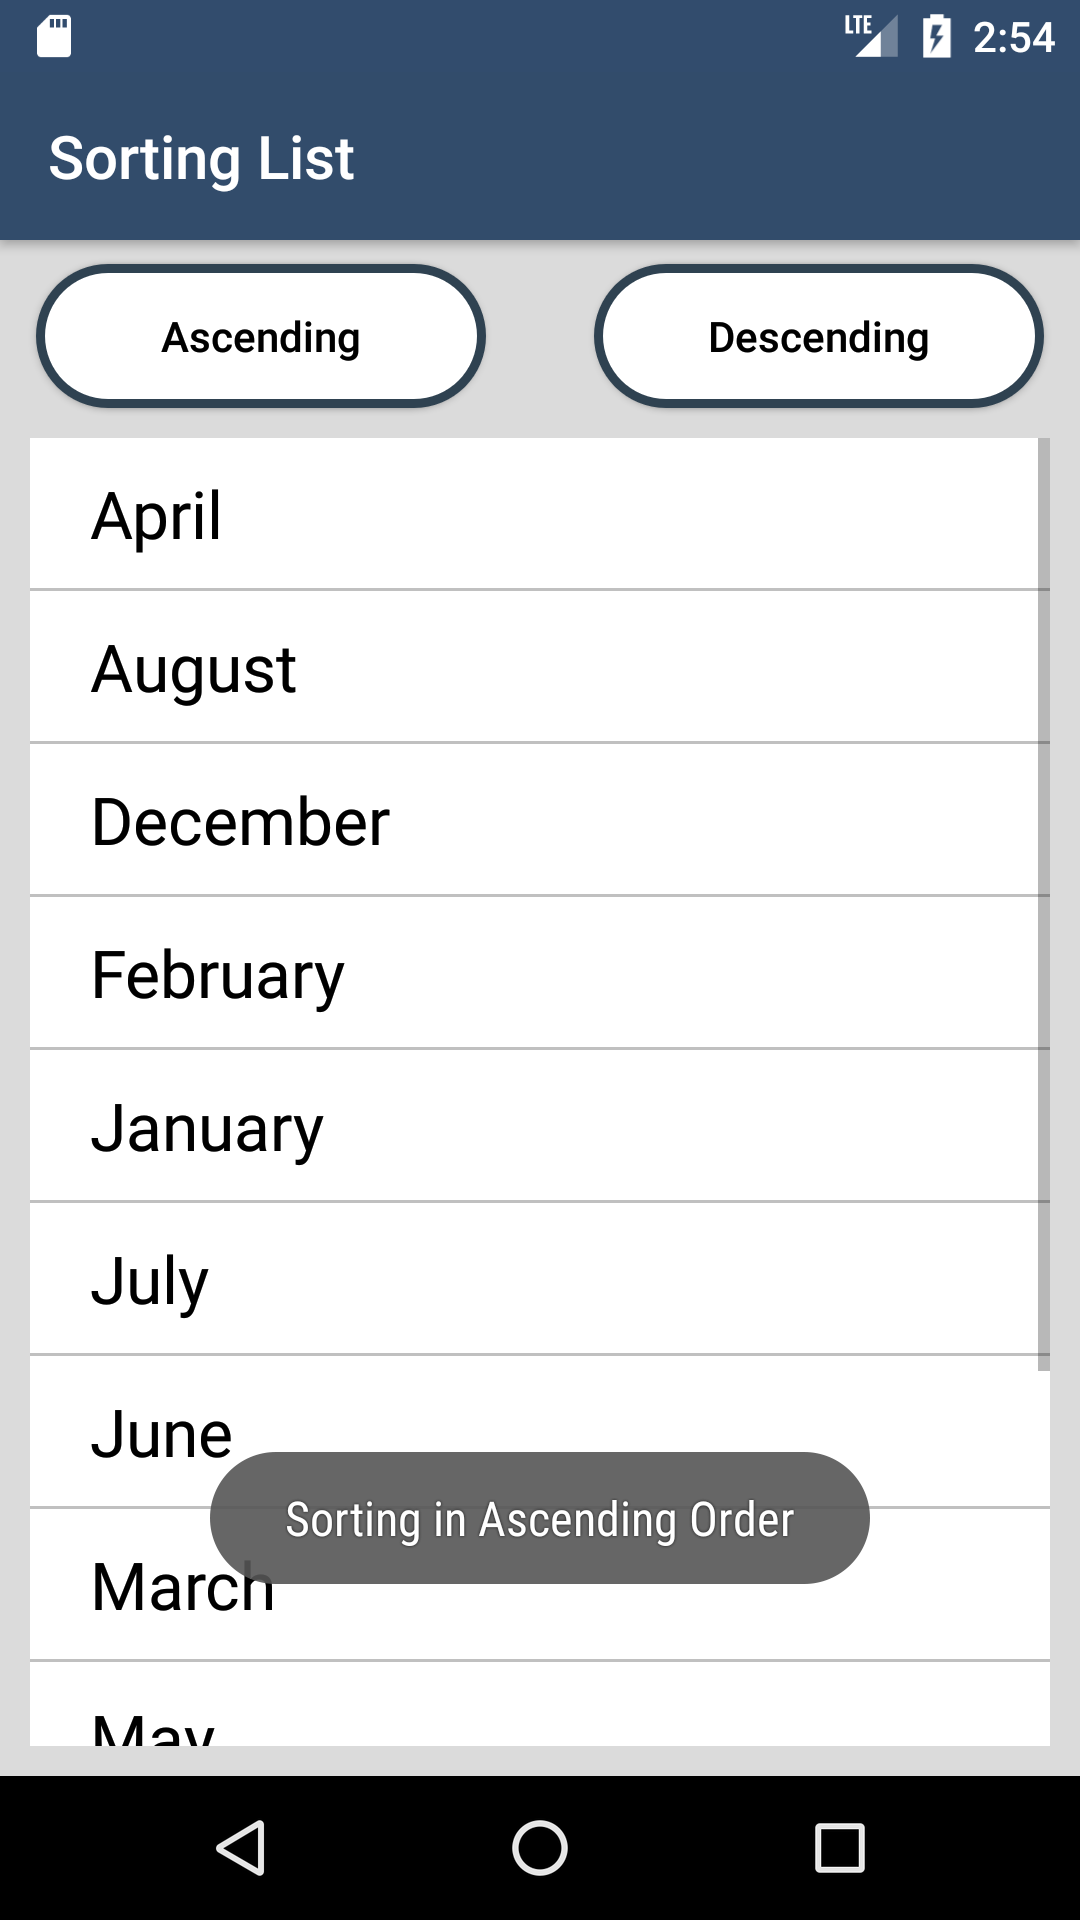 LTE 2:54
Sorting List
Ascending Descending
April
August
December
February
January
July
June
Sorting in Ascending Order
March
May